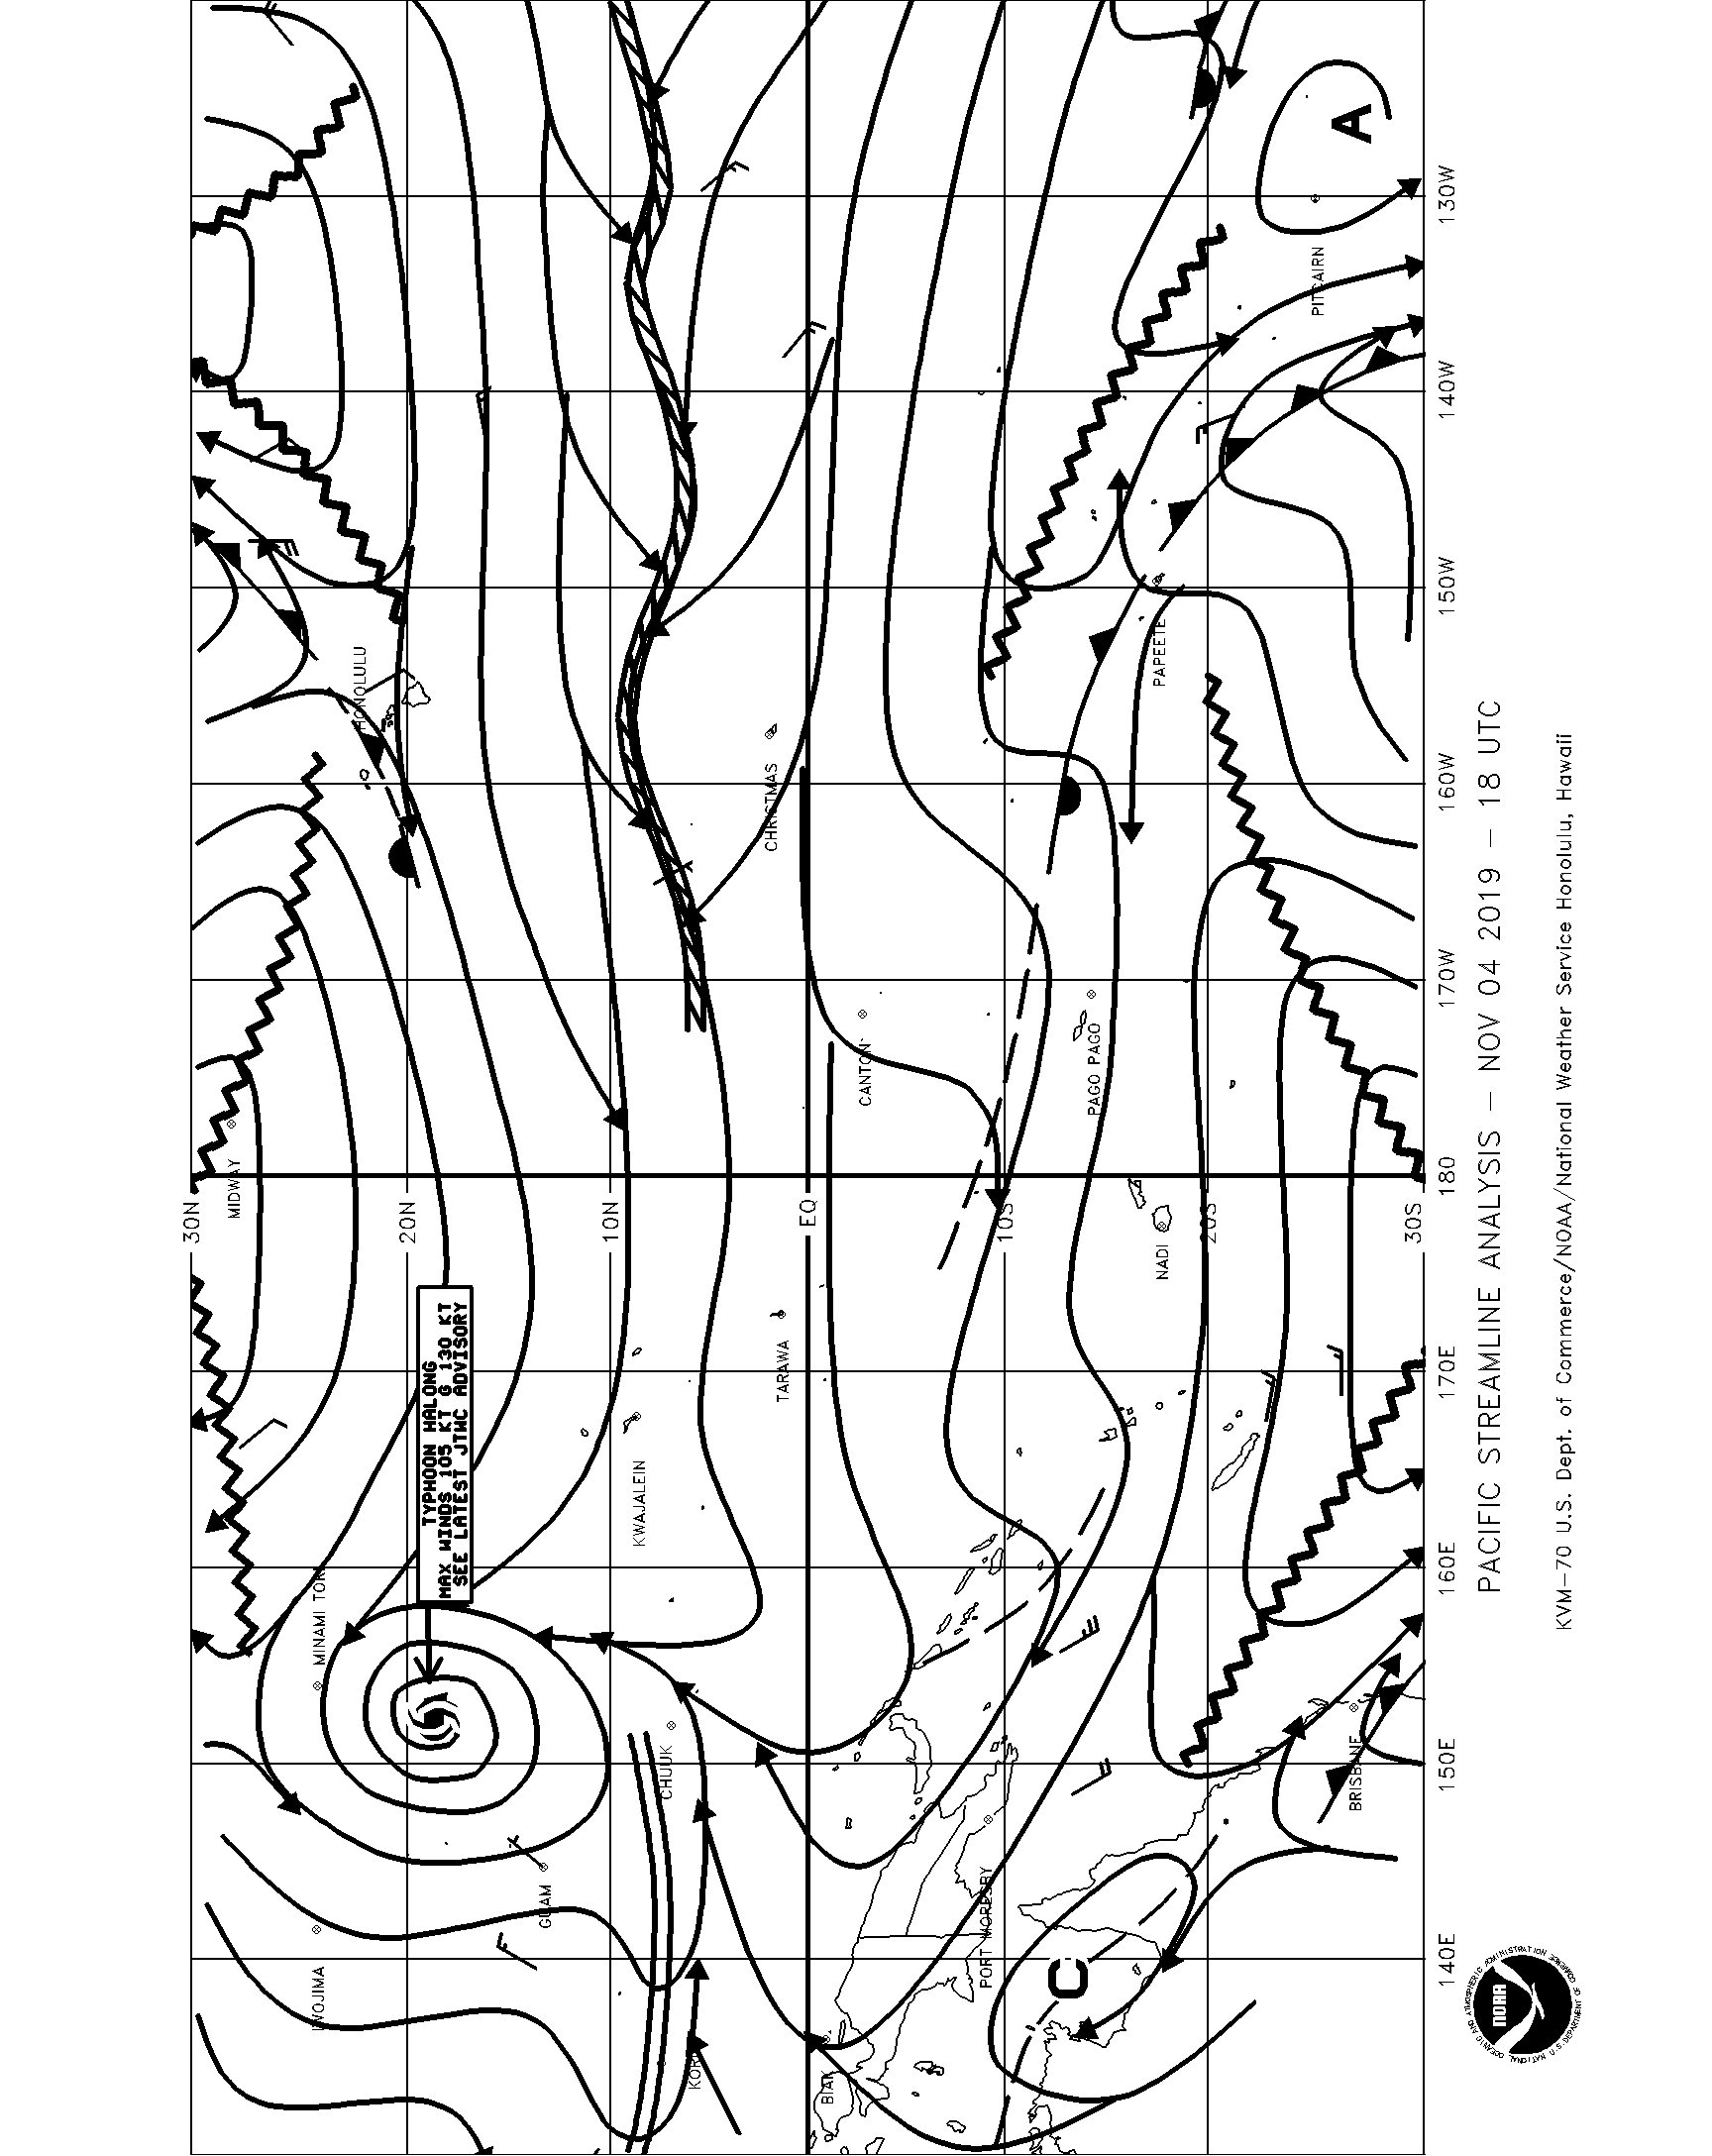 30N
20N
10N
EQ
10S
20S
30S
140E
150E
160E
170E
180
170W
160W
150W
140W
130W
TYPHOON HALONG
MAX WINDS 105 KT G 130 KT
SEE LATEST JTWC ADVISORY
IWOJIMA
MINAMI TORI
MIDWAY
HONOLULU
GUAM
CHUUK
KWAJALEIN
KOR
BIAK
TARAWA
CHRISTMAS
CANTON
PORT MORESBY
PAGO PAGO
NADI
PAPEETE
PITCAIRN
BRISBANE
C
A
PACIFIC STREAMLINE ANALYSIS – NOV 04 2019 – 18 UTC
KVM–70 U.S. Dept. of Commerce/NOAA/National Weather Service Honolulu, Hawaii
NOAA
NATIONAL OCEANIC AND ATMOSPHERIC ADMINISTRATION
U.S. DEPARTMENT OF COMMERCE